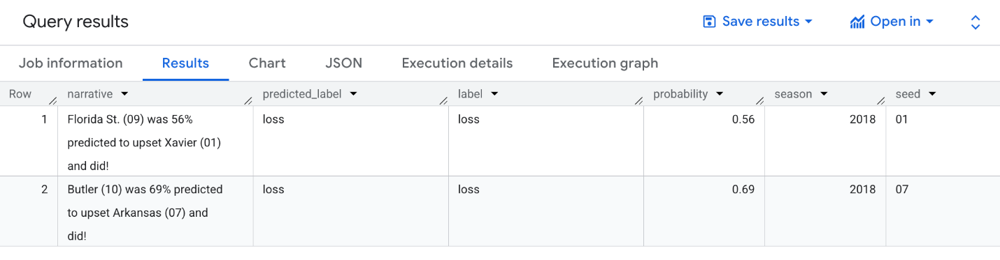 Query results
Save results
Open in
Job information Results Chart JSON Execution details Execution graph
Row narrative predicted_label label probability season seed
1 Florida St. (09) was 56% loss loss 0.56 2018 01
predicted to upset Xavier (01)
and did!
2 Butler (10) was 69% predicted loss loss 0.69 2018 07
to upset Arkansas (07) and
did!